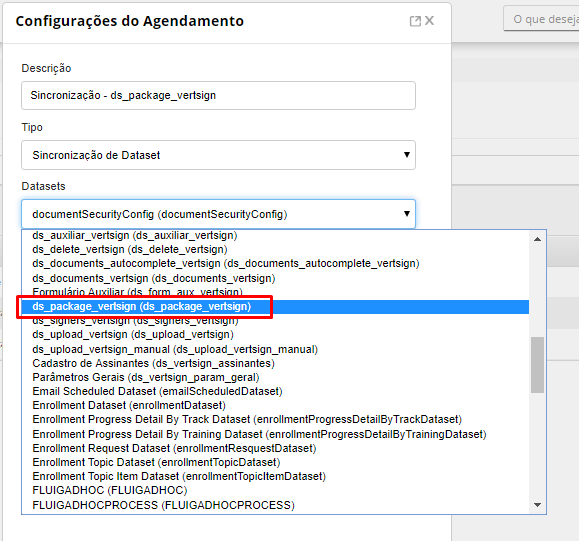 Configurações do Agendamento
O que deseja
Descrição
Sincronização - ds_package_vertsign
Tipo
Sincronização de Dataset
Datasets
documentSecurityConfig (documentSecurityConfig)
ds_auxiliar_vertsign (ds_auxiliar_vertsign)
ds_delete_vertsign (ds_delete_vertsign)
ds_documents_autocomplete_vertsign (ds_documents_autocomplete_vertsign)
ds_documents_vertsign (ds_documents_vertsign)
Formulário Auxiliar (ds_form_aux_vertsign)
ds_package_vertsign (ds_package_vertsign)
ds_signers_vertsign (ds_signers_vertsign)
ds_upload_vertsign (ds_upload_vertsign)
ds_upload_vertsign_manual (ds_upload_vertsign_manual)
Cadastro de Assinantes (ds_vertsign_assinantes)
Parâmetros Gerais (ds_vertsign_param_geral)
Email Scheduled Dataset (emailScheduledDataset)
Enrollment Dataset (enrollmentDataset)
Enrollment Progress Detail By Track Dataset (enrollmentProgressDetailByTrackDataset)
Enrollment Progress Detail By Training Dataset (enrollmentProgressDetailByTrainingDataset)
Enrollment Request Dataset (enrollmentResquestDataset)
Enrollment Topic Dataset (enrollmentTopicDataset)
Enrollment Topic Item Dataset (enrollmentTopicItemDataset)
FLUIGADHOC (FLUIGADHOC)
FLUIGADHOCPROCESS (FLUIGADHOCPROCESS)